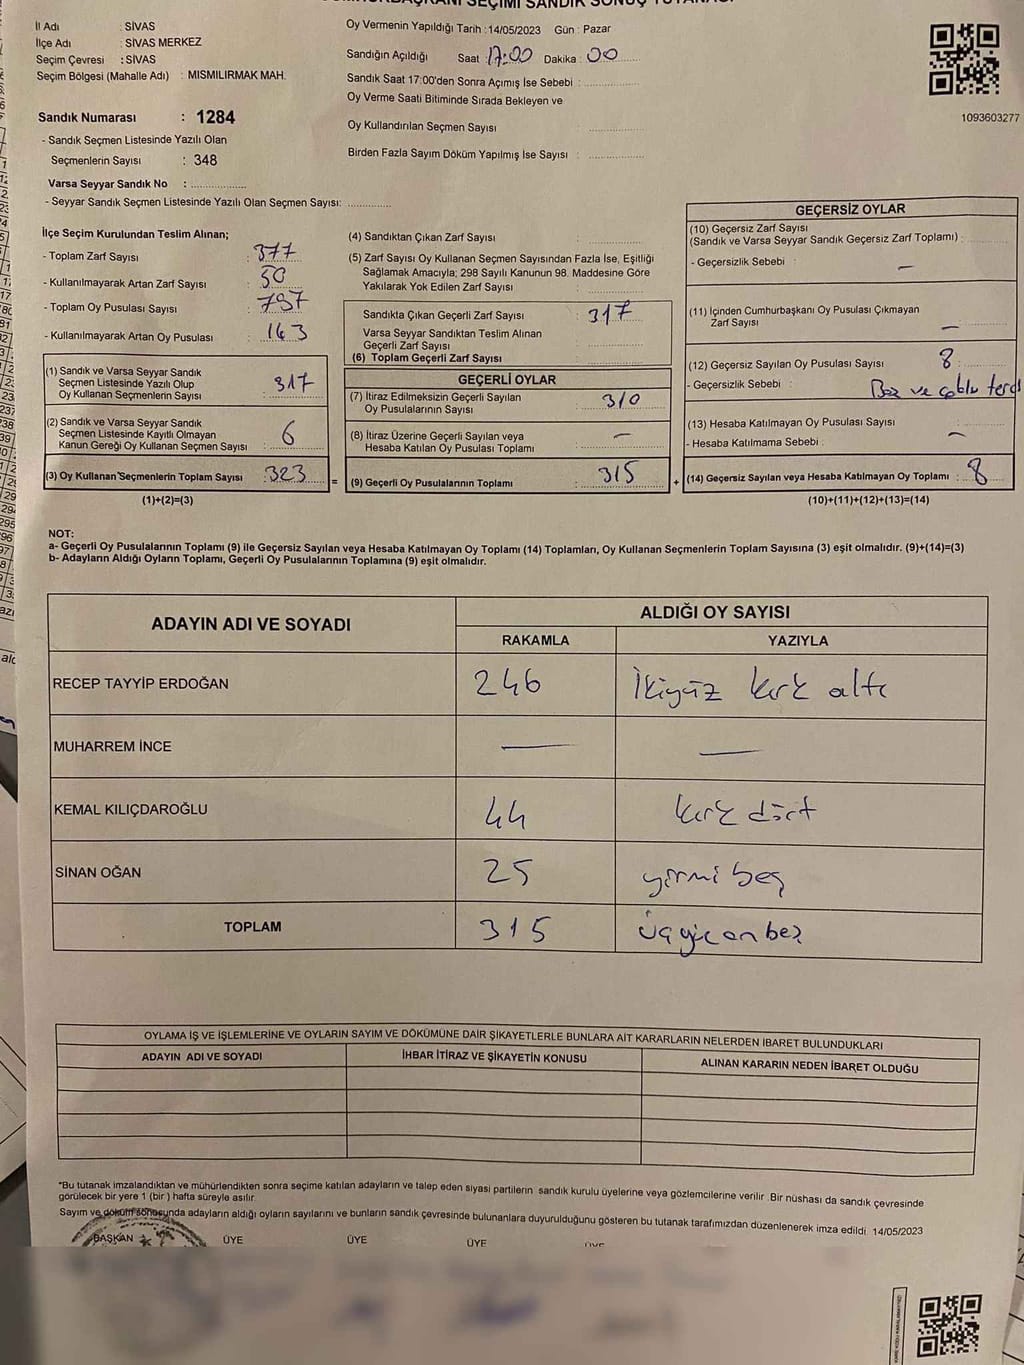 İl Adı : SİVAS
İlçe Adı : SİVAS MERKEZ
Seçim Çevresi : SİVAS
Seçim Bölgesi (Mahalle Adı) : MISMILIRMAK MAH.
Oy Vermenin Yapıldığı Tarih : 14/05/2023 Gün : Pazar
Sandığın Açıldığı Saat 17:00 Dakika : 00
Sandık Saat 17:00'den Sonra Açımış İse Sebebi :
Oy Verme Saati Bitiminde Sırada Bekleyen ve
Oy Kullandırılan Seçmen Sayısı
Birden Fazla Sayım Döküm Yapılmış İse Sayısı :
1093603277
Sandık Numarası : 1284
- Sandık Seçmen Listesinde Yazılı Olan
Seçmenlerin Sayısı : 348
Varsa Seyyar Sandık No :
- Seyyar Sandık Seçmen Listesinde Yazılı Olan Seçmen Sayısı:
İlçe Seçim Kurulundan Teslim Alınan;
- Toplam Zarf Sayısı : 377
- Kullanılmayarak Artan Zarf Sayısı : 50
- Toplam Oy Pusulası Sayısı :
- Kullanılmayarak Artan Oy Pusulası : 163
(1) Sandık ve Varsa Seyyar Sandık
Seçmen Listesinde Yazılı Olup
Oy Kullanan Seçmenlerin Sayısı : 317
(2) Sandık ve Varsa Seyyar Sandık
Seçmen Listesinde Kayıtlı Olmayan
Kanun Gereği Oy Kullanan Seçmen Sayısı : 6
(3) Oy Kullanan Seçmenlerin Toplam Sayısı : 323
(1)+(2)=(3)
(4) Sandıktan Çıkan Zarf Sayısı :
(5) Zarf Sayısı Oy Kullanan Seçmen Sayısından Fazla İse, Eşitliği
Sağlamak Amacıyla; 298 Sayılı Kanunun 98. Maddesine Göre
Yakılarak Yok Edilen Zarf Sayısı :
Sandıkta Çıkan Geçerli Zarf Sayısı : 317
Varsa Seyyar Sandıktan Teslim Alınan
Geçerli Zarf Sayısı
(6) Toplam Geçerli Zarf Sayısı :
GEÇERLİ OYLAR
(7) İtiraz Edilmeksizin Geçerli Sayılan
Oy Pusulalarının Sayısı : 310
(8) İtiraz Üzerine Geçerli Sayılan veya
Hesaba Katılan Oy Pusulası Toplamı : —
= (9) Geçerli Oy Pusulalarının Toplamı : 315
GEÇERSİZ OYLAR
(10) Geçersiz Zarf Sayısı
(Sandık ve Varsa Seyyar Sandık Geçersiz Zarf Toplamı) :
- Geçersizlik Sebebi : —
(11) İçinden Cumhurbaşkanı Oy Pusulası Çıkmayan
Zarf Sayısı : —
(12) Geçersiz Sayılan Oy Pusulası Sayısı : 8
- Geçersizlik Sebebi : ve
(13) Hesaba Katılmayan Oy Pusulası Sayısı :
- Hesaba Katılmama Sebebi : —
+ (14) Geçersiz Sayılan veya Hesaba Katılmayan Oy Toplamı : 8
(10)+(11)+(12)+(13)=(14)
NOT:
a- Geçerli Oy Pusulalarının Toplamı (9) ile Geçersiz Sayılan veya Hesaba Katılmayan Oy Toplamı (14) Toplamları, Oy Kullanan Seçmenlerin Toplam Sayısına (3) eşit olmalıdır. (9)+(14)=(3)
b- Adayların Aldığı Oyların Toplamı, Geçerli Oy Pusulalarının Toplamına (9) eşit olmalıdır.
ADAYIN ADI VE SOYADI
ALDIĞI OY SAYISI
RAKAMLA YAZIYLA
RECEP TAYYİP ERDOĞAN 246 İkiyüz kırk altı
MUHARREM İNCE — —
KEMAL KILIÇDAROĞLU 44 kırk dört
SİNAN OĞAN 25 yirmi beş
TOPLAM 315 üçyüz on beş
OYLAMA İŞ VE İŞLEMLERİNE VE OYLARIN SAYIM VE DÖKÜMÜNE DAİR ŞİKAYETLERLE BUNLARA AİT KARARLARIN NELERDEN İBARET BULUNDUKLARI
ADAYIN ADI VE SOYADI
İHBAR İTİRAZ VE ŞİKAYETİN KONUSU
ALINAN KARARIN NEDEN İBARET OLDUĞU
*Bu tutanak imzalandıktan ve mühürlendikten sonra seçime katılan adayların ve talep eden siyasi partilerin sandık kurulu üyelerine veya gözlemcilerine verilir .Bir nüshası da sandık çevresinde
görülecek bir yere 1 (bir ) hafta süreyle asılır.
Sayım ve döküm sonucunda adayların aldığı oyların sayılarını ve bunların sandık çevresinde bulunanlara duyurulduğunu gösteren bu tutanak tarafımızdan düzenlenerek imza edildi. 14/05/2023
BAŞKAN ÜYE ÜYE ÜYE